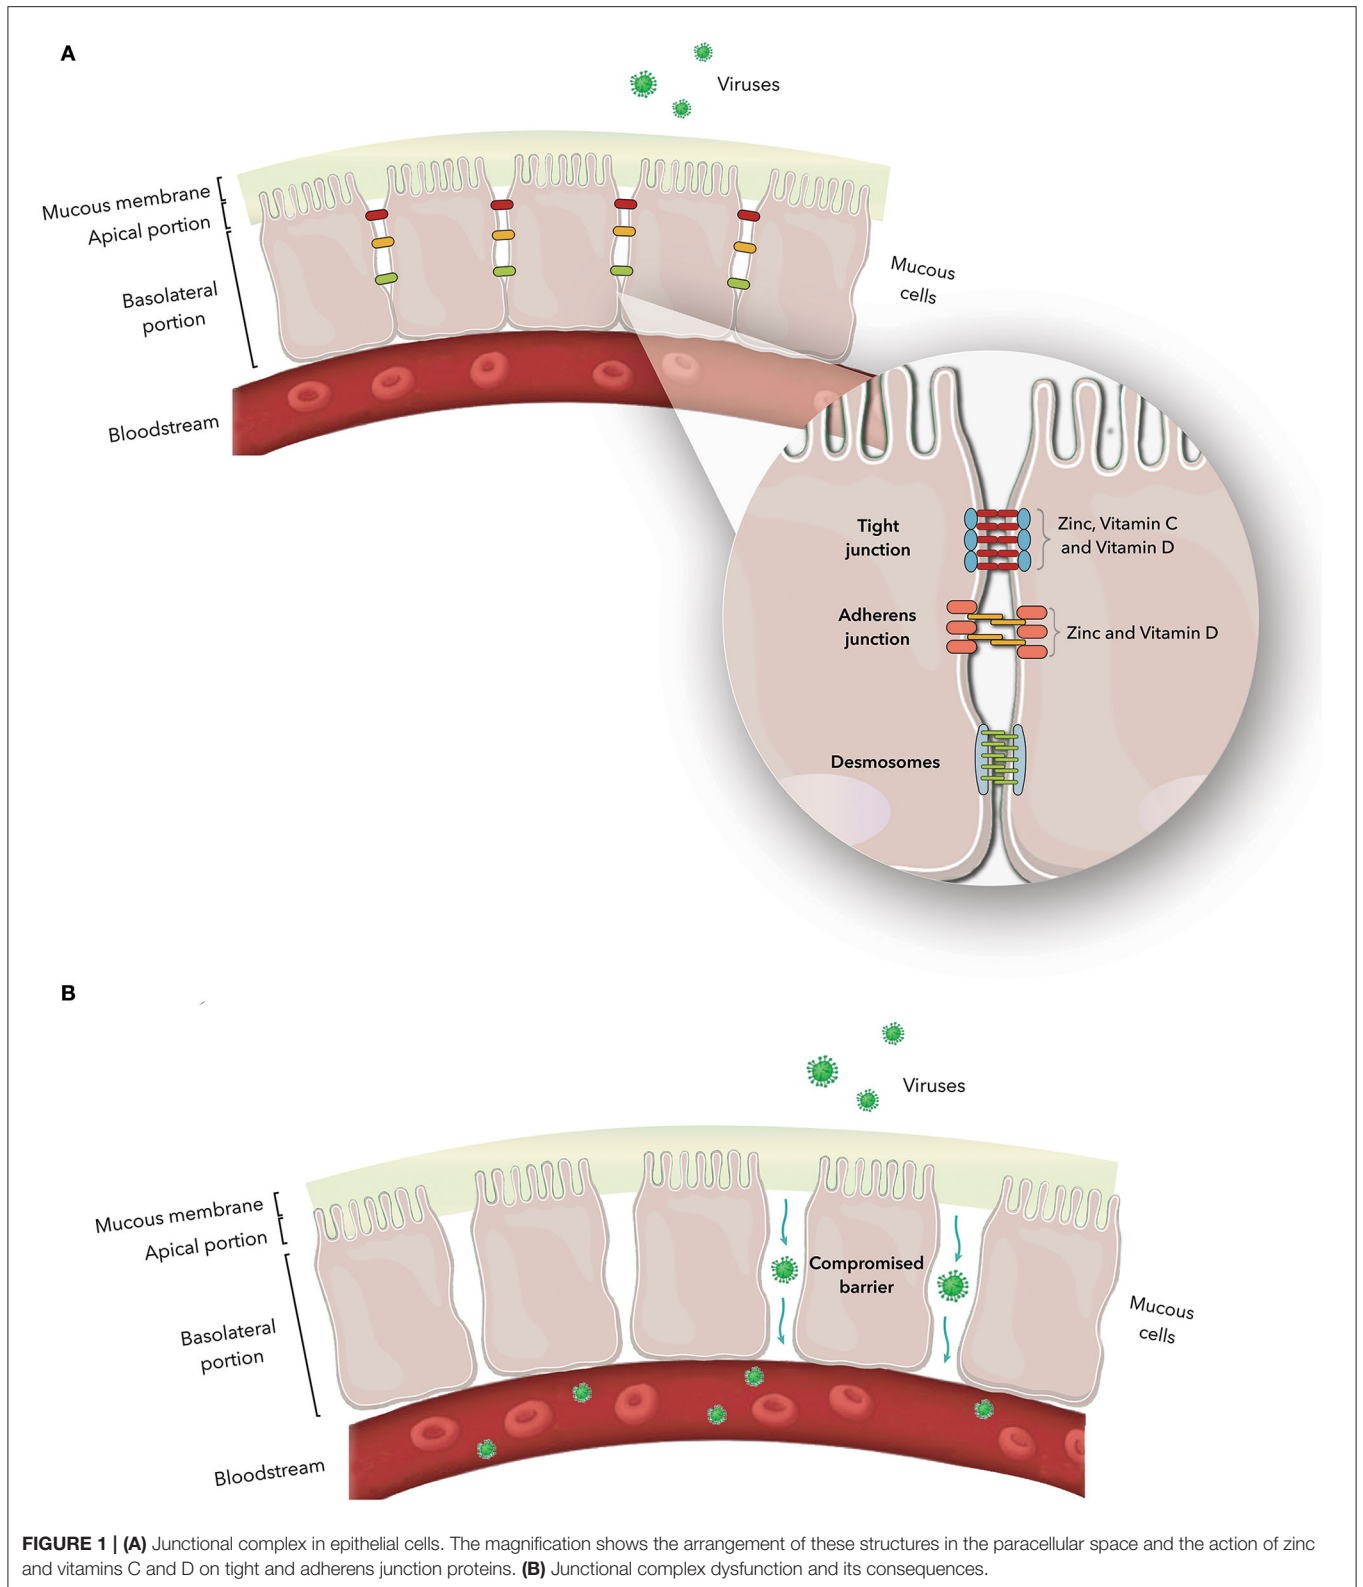 A
Viruses
Mucous membrane
Apical portion
Basolateral
portion
Mucous
cells
Bloodstream
Tight
junction
Zinc, Vitamin C
and Vitamin D
Adherens
junction
Zinc and Vitamin D
Desmosomes
B
Viruses
Mucous membrane
Apical portion
Compromised
barrier
Basolateral
portion
Mucous
cells
Bloodstream
FIGURE 1 | (A) Junctional complex in epithelial cells. The magnification shows the arrangement of these structures in the paracellular space and the action of zinc
and vitamins C and D on tight and adherens junction proteins. (B) Junctional complex dysfunction and its consequences.